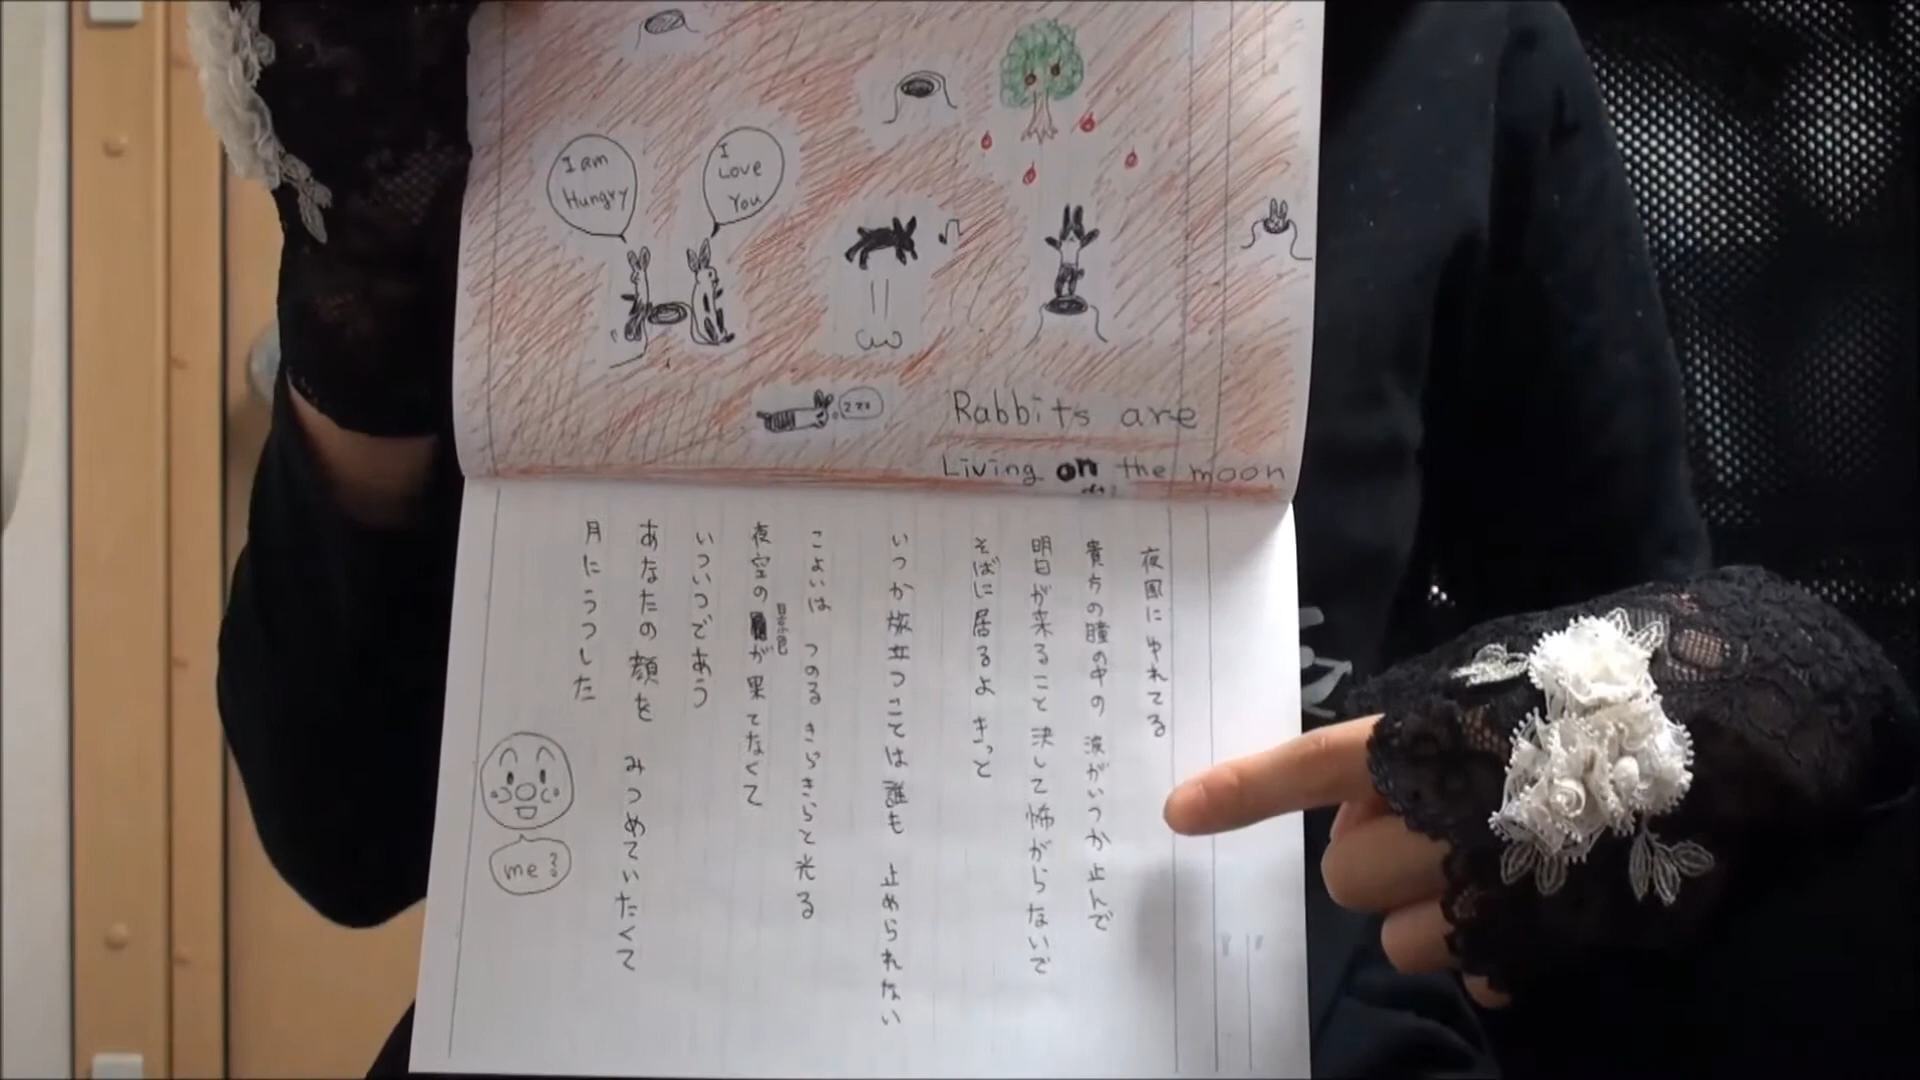 I am
Hungry
I
Love
You
zzz
Rabbits are
Living on the moon
夜風にゆれてる
貴方の瞳の中の 涙がいつか止んで
明日が来ること 決して怖がらないで
そばに居るよ きっと
いつか旅立つことは誰も 止められない
こよいは つのる きらきらと光る
夜空の景色が果てなくて
いついつであう
あなたの顔を みつめていたくて
月にうつした
me